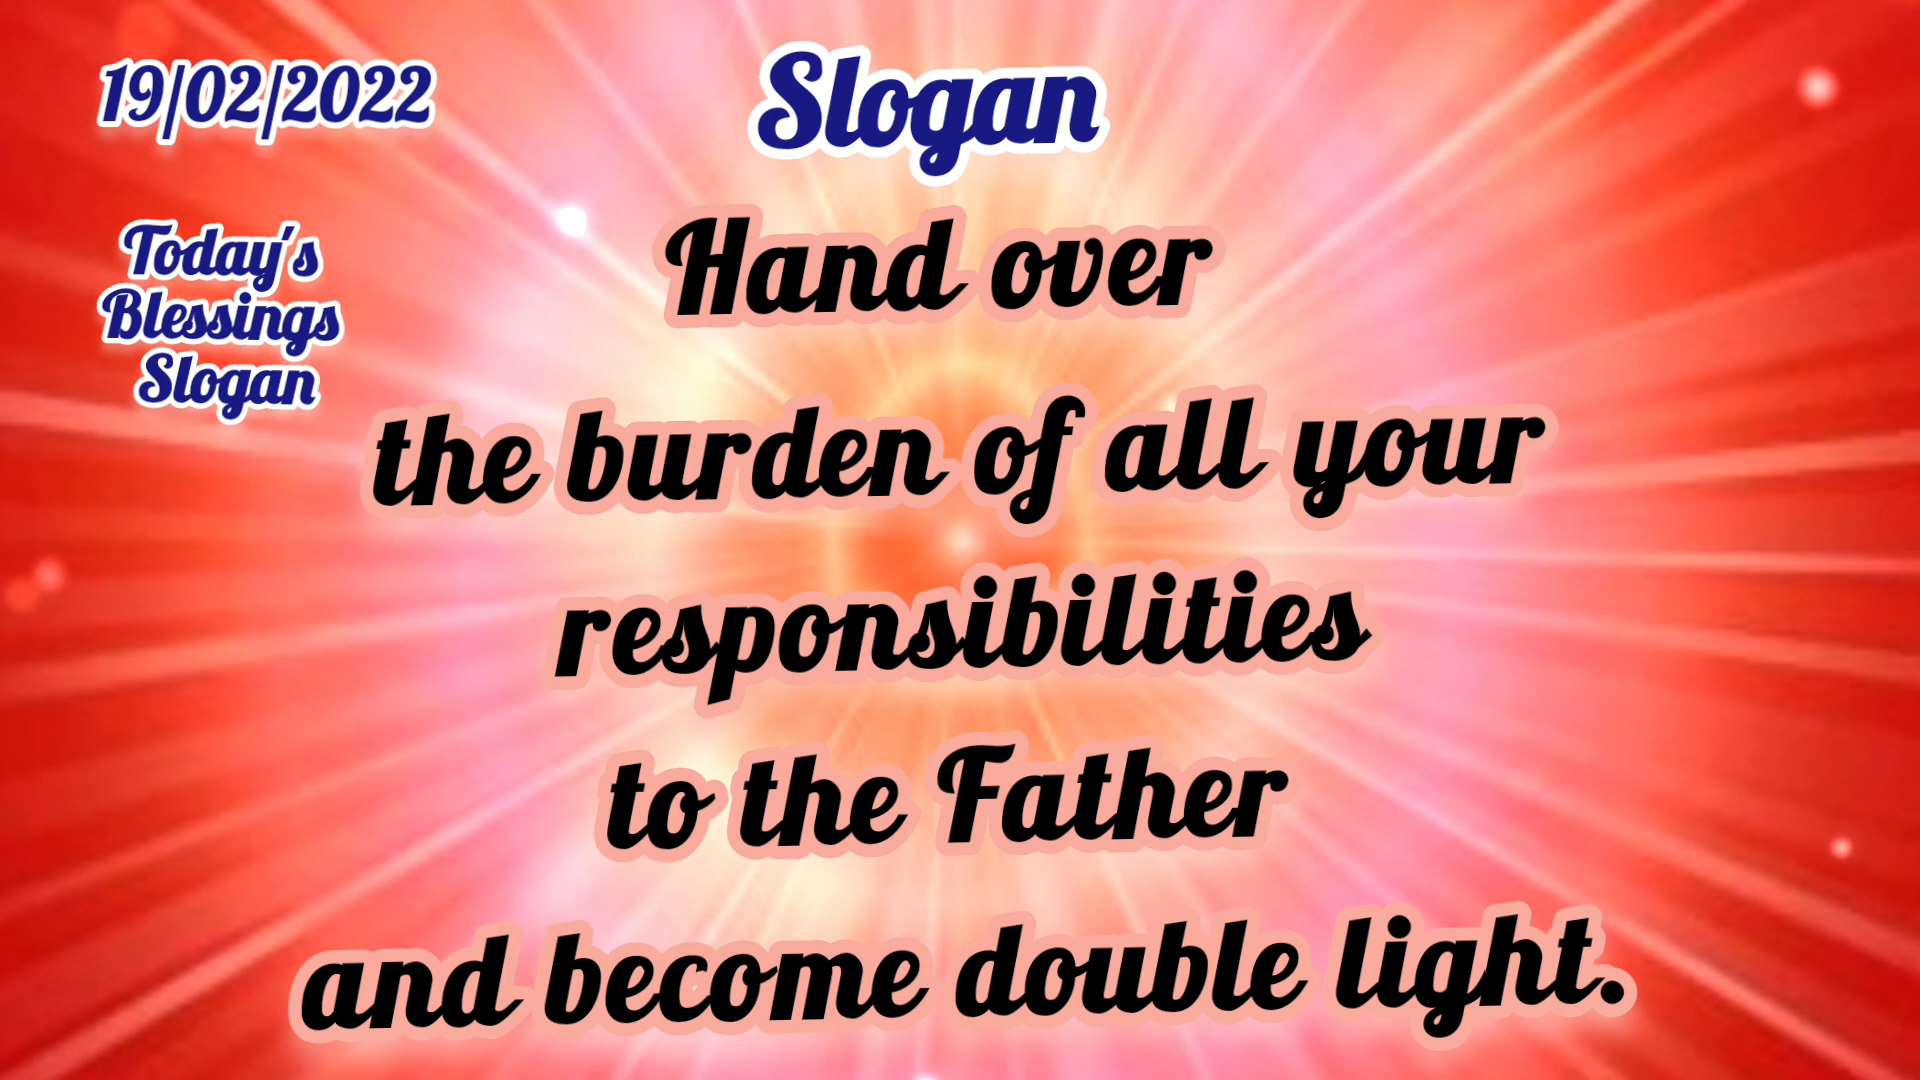 19/02/2022
Slogan
Today's
Blessings
Slogan
Hand over
the burden of all your
responsibilities
to the Father
and become double light.